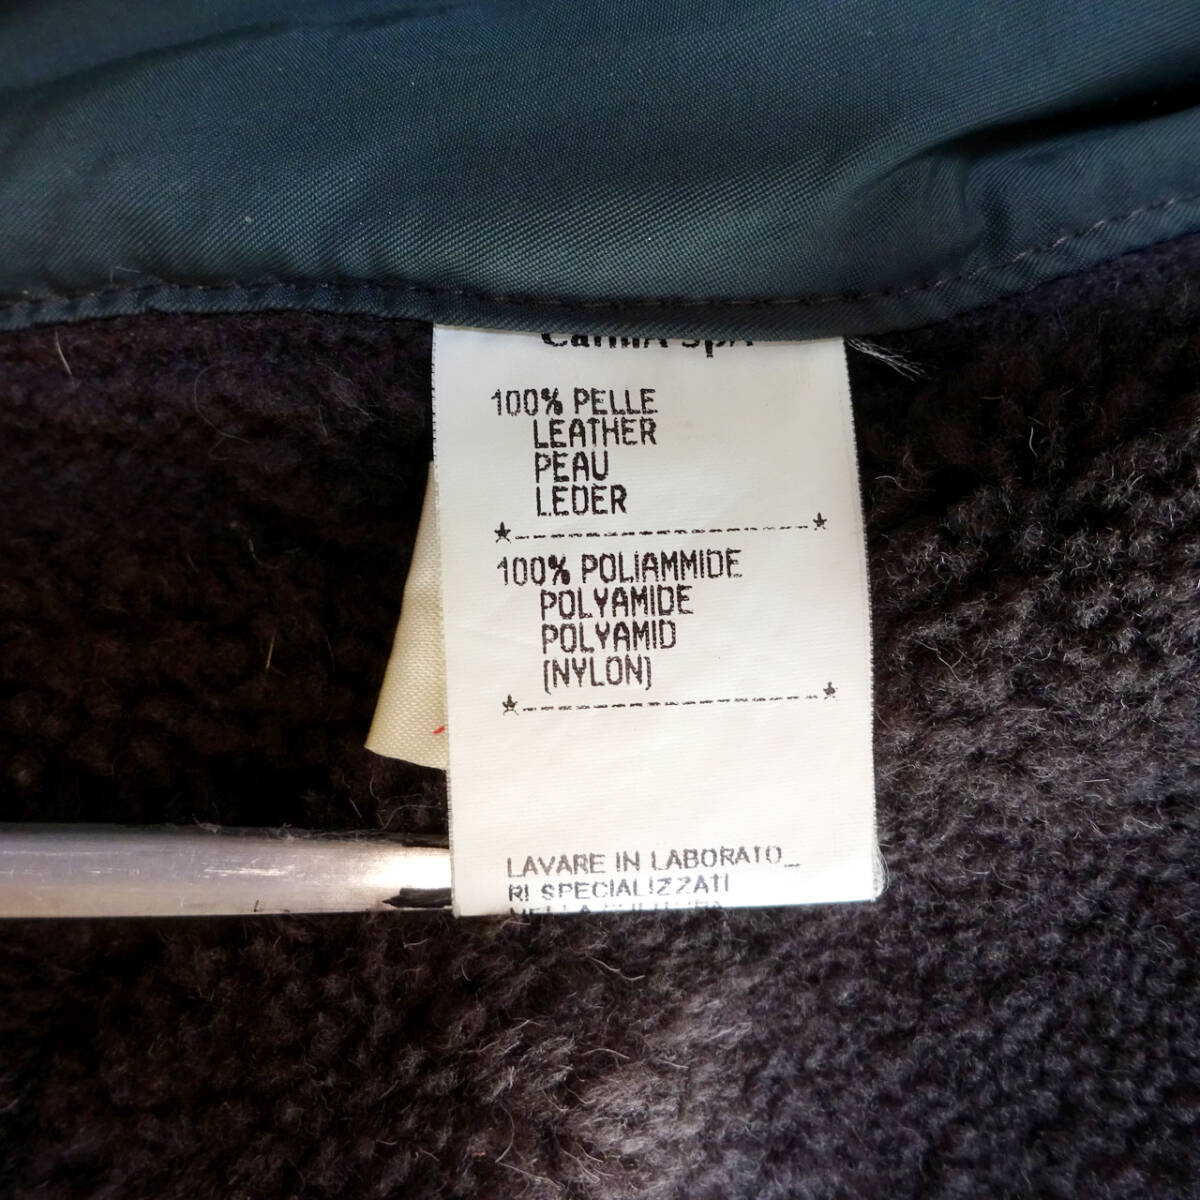 100% PELLE
LEATHER
PEAU
LEDER
100% POLIAMMIDE
POLYAMIDE
POLYAMID
(NYLON)
LAVARE IN LABORATO_
RI SPECIALIZZATI